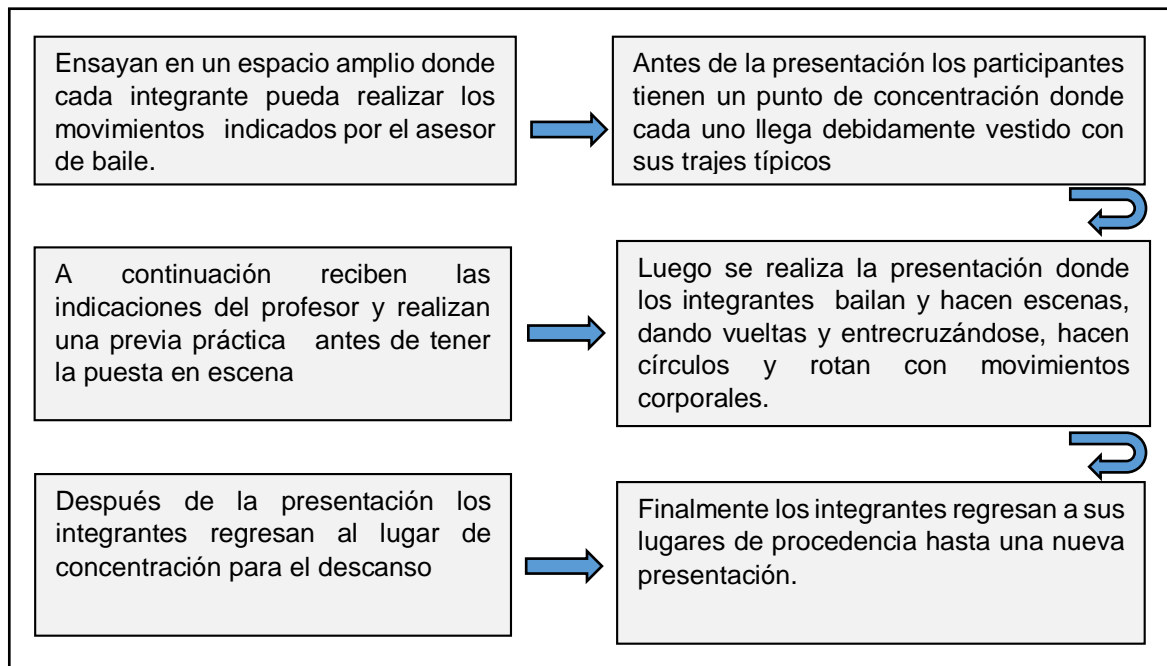 Ensayan en un espacio amplio donde
cada integrante pueda realizar los
movimientos indicados por el asesor
de baile.
Antes de la presentación los participantes
tienen un punto de concentración donde
cada uno llega debidamente vestido con
sus trajes típicos
A continuación reciben las
indicaciones del profesor y realizan
una previa práctica antes de tener
la puesta en escena
Luego se realiza la presentación donde
los integrantes bailan y hacen escenas,
dando vueltas y entrecruzándose, hacen
círculos y rotan con movimientos
corporales.
Después de la presentación los
integrantes regresan al lugar de
concentración para el descanso
Finalmente los integrantes regresan a sus
lugares de procedencia hasta una nueva
presentación.